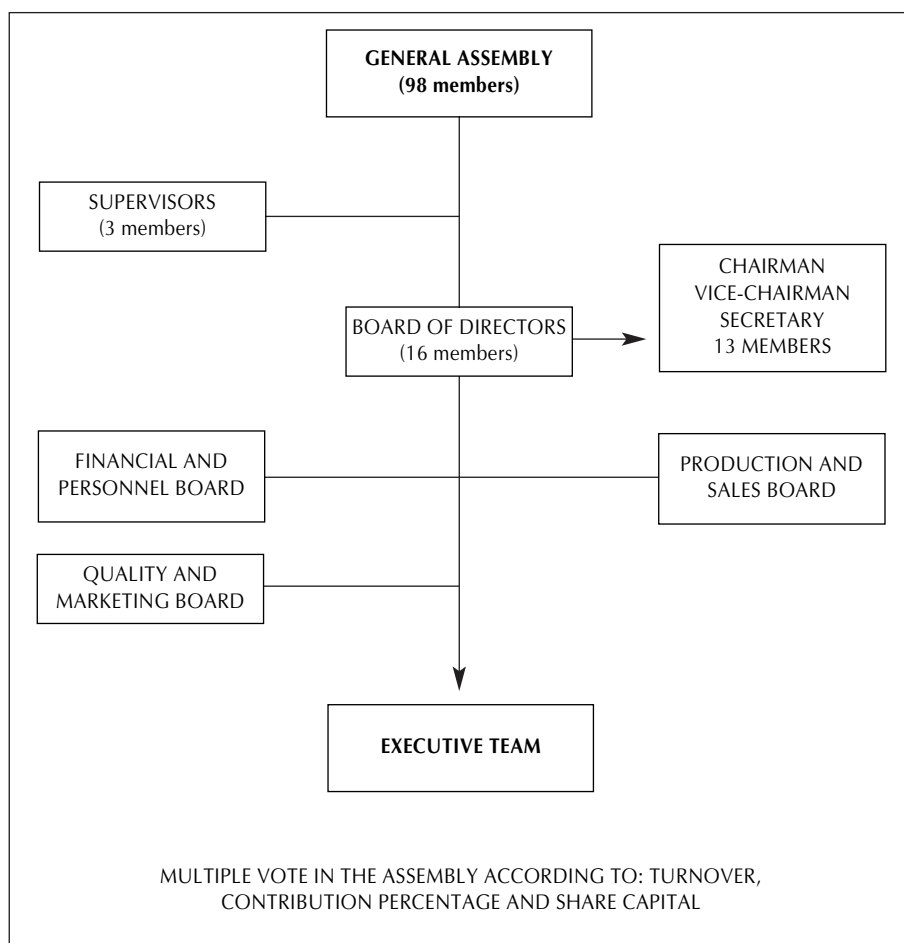 GENERAL ASSEMBLY
(98 members)
SUPERVISORS
(3 members)
CHAIRMAN
VICE-CHAIRMAN
SECRETARY
13 MEMBERS
BOARD OF DIRECTORS
(16 members)
FINANCIAL AND
PERSONNEL BOARD
PRODUCTION AND
SALES BOARD
QUALITY AND
MARKETING BOARD
EXECUTIVE TEAM
MULTIPLE VOTE IN THE ASSEMBLY ACCORDING TO: TURNOVER,
CONTRIBUTION PERCENTAGE AND SHARE CAPITAL